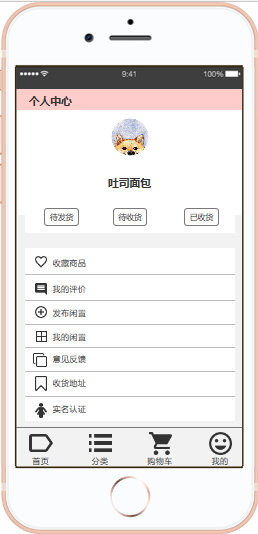 9:41 100%
个人中心
吐司面包
待发货 待收货 已收货
收藏商品
我的评价
发布闲置
我的闲置
意见反馈
收货地址
实名认证
首页 分类 购物车 我的